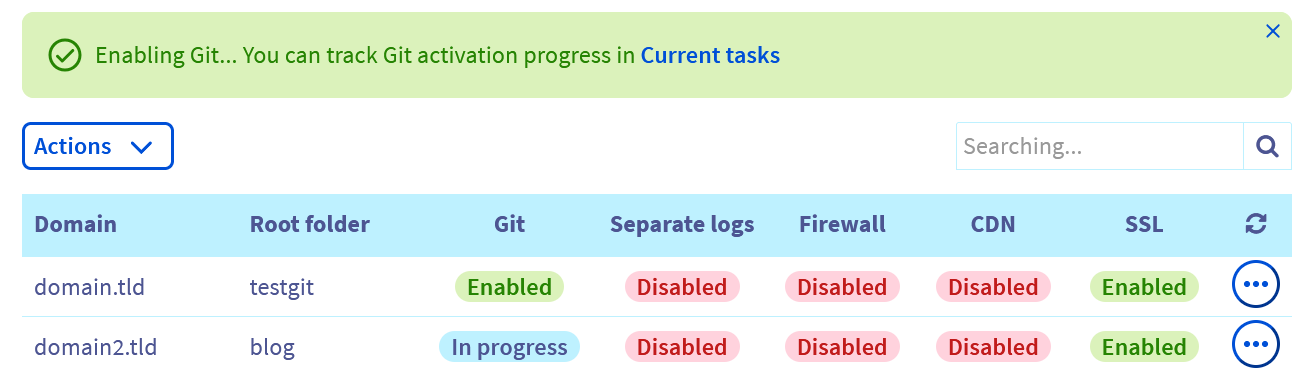 Enabling Git... You can track Git activation progress in Current tasks
Actions
Searching...
Domain Root folder Git Separate logs Firewall CDN SSL
domain.tld testgit Enabled Disabled Disabled Disabled Enabled
domain2.tld blog In progress Disabled Disabled Disabled Enabled